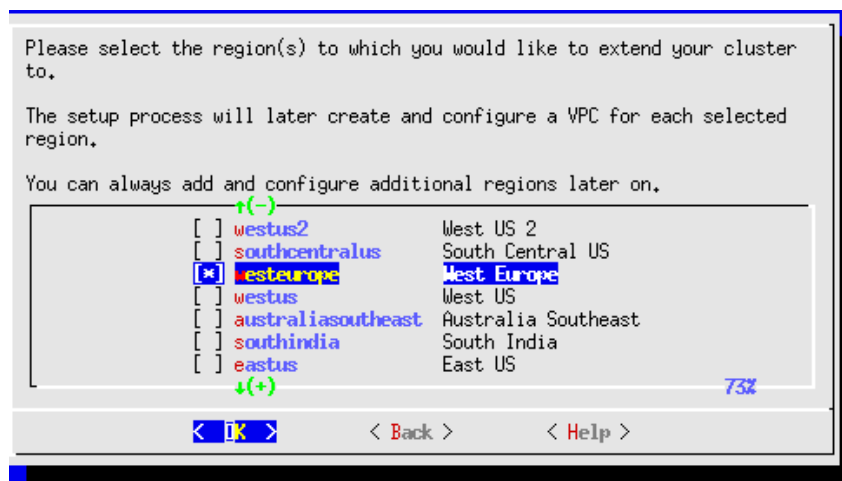 Please select the region(s) to which you would like to extend your cluster
to.
The setup process will later create and configure a VPC for each selected
region.
You can always add and configure additional regions later on.
↑(-)
[ ] westus2 West US 2
[ ] southcentralus South Central US
[*] westeurope West Europe
[ ] westus West US
[ ] australiasoutheast Australia Southeast
[ ] southindia South India
[ ] eastus East US
↓(+) 73%
< OK > < Back > < Help >